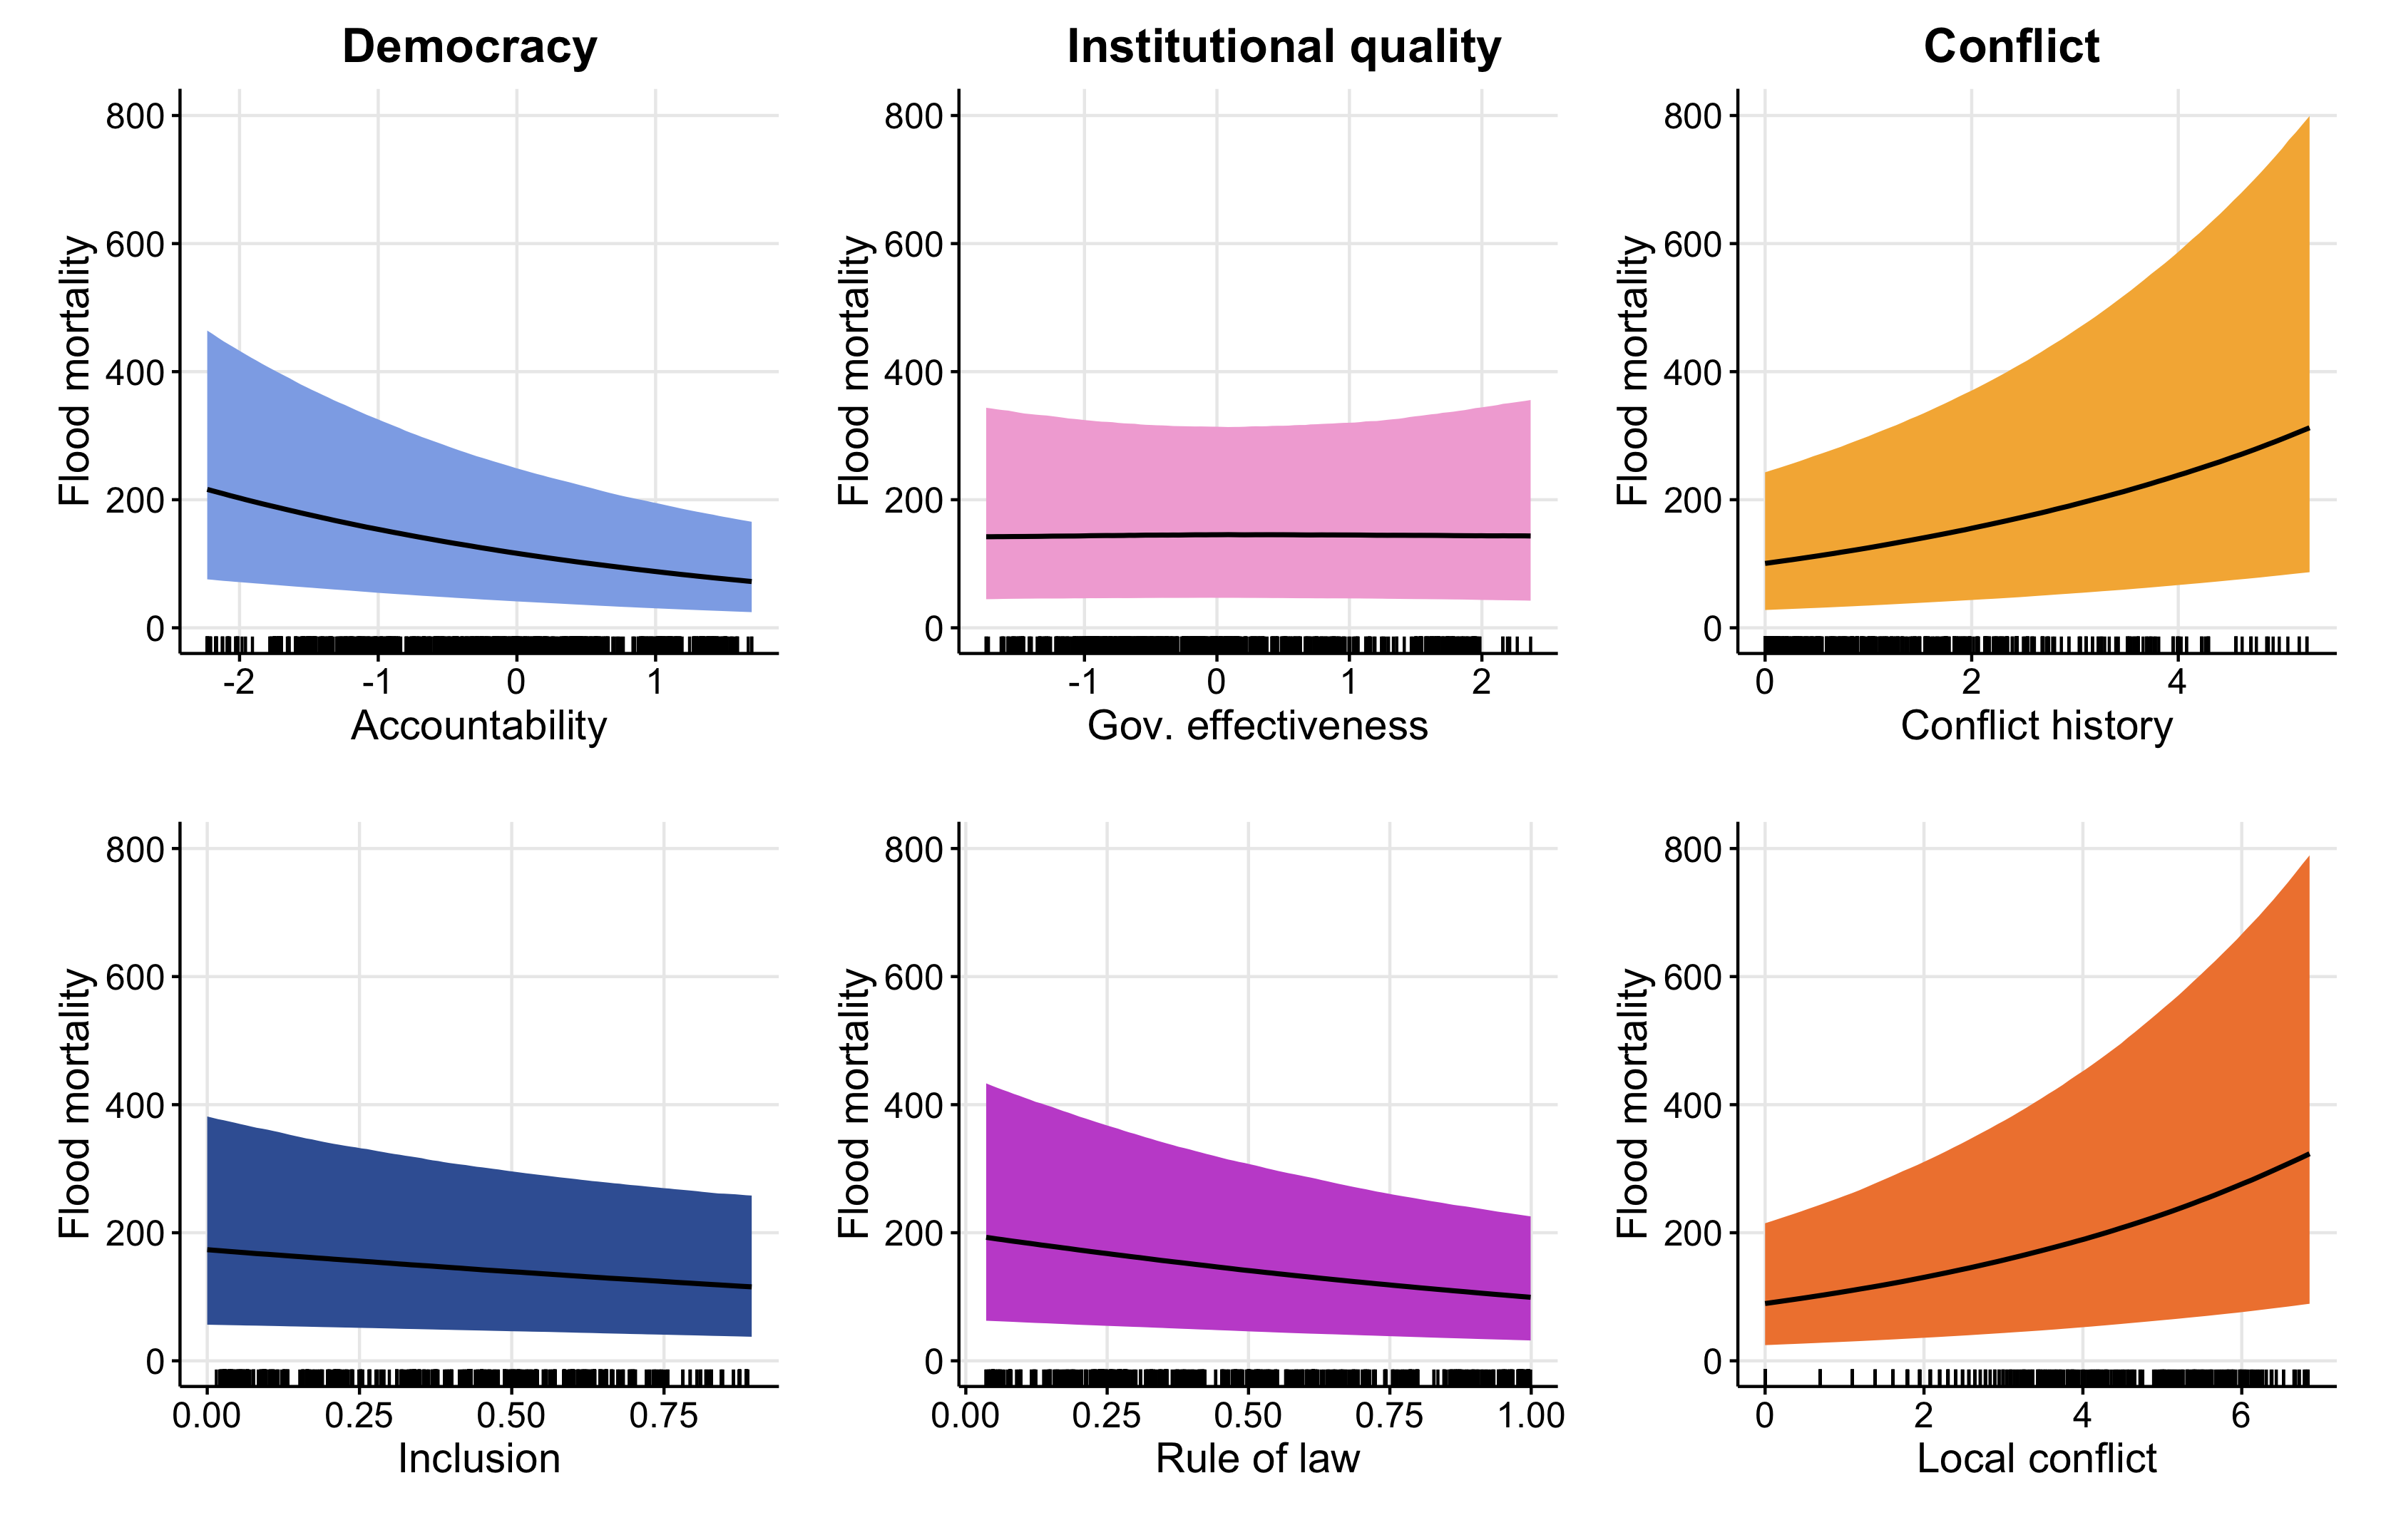 Democracy
Institutional quality
Conflict
Flood mortality
800
600
400
200
0
-2 -1 0 1
Accountability
Flood mortality
800
600
400
200
0
-1 0 1 2
Gov. effectiveness
Flood mortality
800
600
400
200
0
0 2 4
Conflict history
Flood mortality
800
600
400
200
0
0.00 0.25 0.50 0.75
Inclusion
Flood mortality
800
600
400
200
0
0.00 0.25 0.50 0.75 1.00
Rule of law
Flood mortality
800
600
400
200
0
0 2 4 6
Local conflict